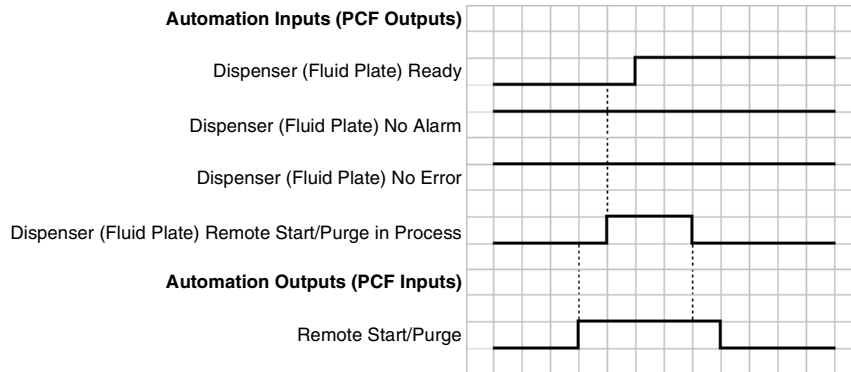 Automation Inputs (PCF Outputs)
Dispenser (Fluid Plate) Ready
Dispenser (Fluid Plate) No Alarm
Dispenser (Fluid Plate) No Error
Dispenser (Fluid Plate) Remote Start/Purge in Process
Automation Outputs (PCF Inputs)
Remote Start/Purge